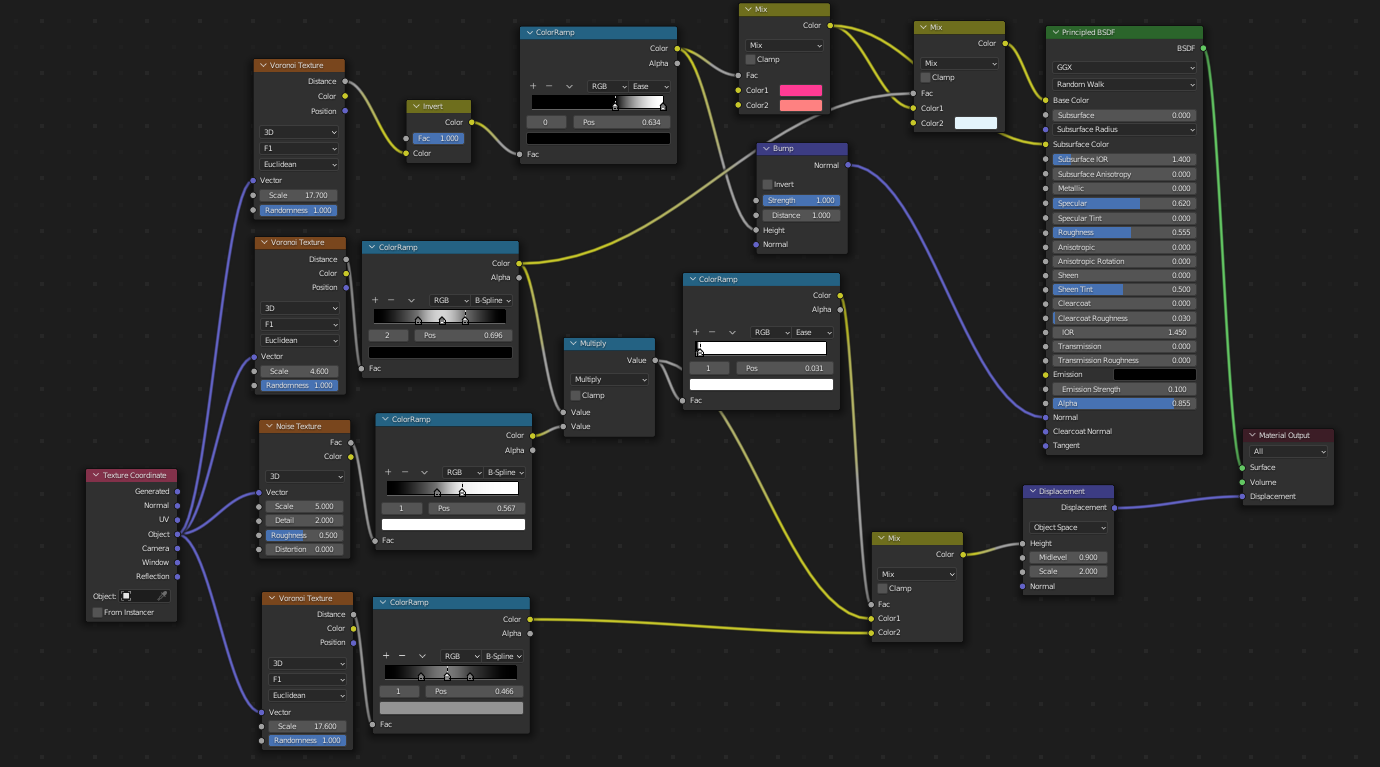 Texture Coordinate
Generated
Normal
UV
Object
Camera
Window
Reflection
Object:
From Instancer
Voronoi Texture
Distance
Color
Position
3D
F1
Euclidean
Vector
Scale 17.700
Randomness 1.000
Invert
Color
Fac 1.000
Color
ColorRamp
Color
Alpha
RGB Ease
0 Pos 0.634
Fac
Mix
Color
Mix
Clamp
Fac
Color1
Color2
Mix
Color
Mix
Clamp
Fac
Color1
Color2
Bump
Normal
Invert
Strength 1.000
Distance 1.000
Height
Normal
Principled BSDF
BSDF
GGX
Random Walk
Base Color
Subsurface 0.000
Subsurface Radius
Subsurface Color
Subsurface IOR 1.400
Subsurface Anisotropy 0.000
Metallic 0.000
Specular 0.620
Specular Tint 0.000
Roughness 0.555
Anisotropic 0.000
Anisotropic Rotation 0.000
Sheen 0.000
Sheen Tint 0.500
Clearcoat 0.000
Clearcoat Roughness 0.030
IOR 1.450
Transmission 0.000
Transmission Roughness 0.000
Emission
Emission Strength 0.100
Alpha 0.855
Normal
Clearcoat Normal
Tangent
Voronoi Texture
Distance
Color
Position
3D
F1
Euclidean
Vector
Scale 4.600
Randomness 1.000
ColorRamp
Color
Alpha
RGB B-Spline
2 Pos 0.696
Fac
Multiply
Value
Multiply
Clamp
Value
Value
ColorRamp
Color
Alpha
RGB Ease
1 Pos 0.031
Fac
Noise Texture
Fac
Color
3D
Vector
Scale 5.000
Detail 2.000
Roughness 0.500
Distortion 0.000
ColorRamp
Color
Alpha
RGB B-Spline
1 Pos 0.567
Fac
Voronoi Texture
Distance
Color
Position
3D
F1
Euclidean
Vector
Scale 17.600
Randomness 1.000
ColorRamp
Color
Alpha
RGB B-Spline
1 Pos 0.466
Fac
Mix
Color
Mix
Clamp
Fac
Color1
Color2
Displacement
Displacement
Object Space
Height
Midlevel 0.900
Scale 2.000
Normal
Material Output
All
Surface
Volume
Displacement